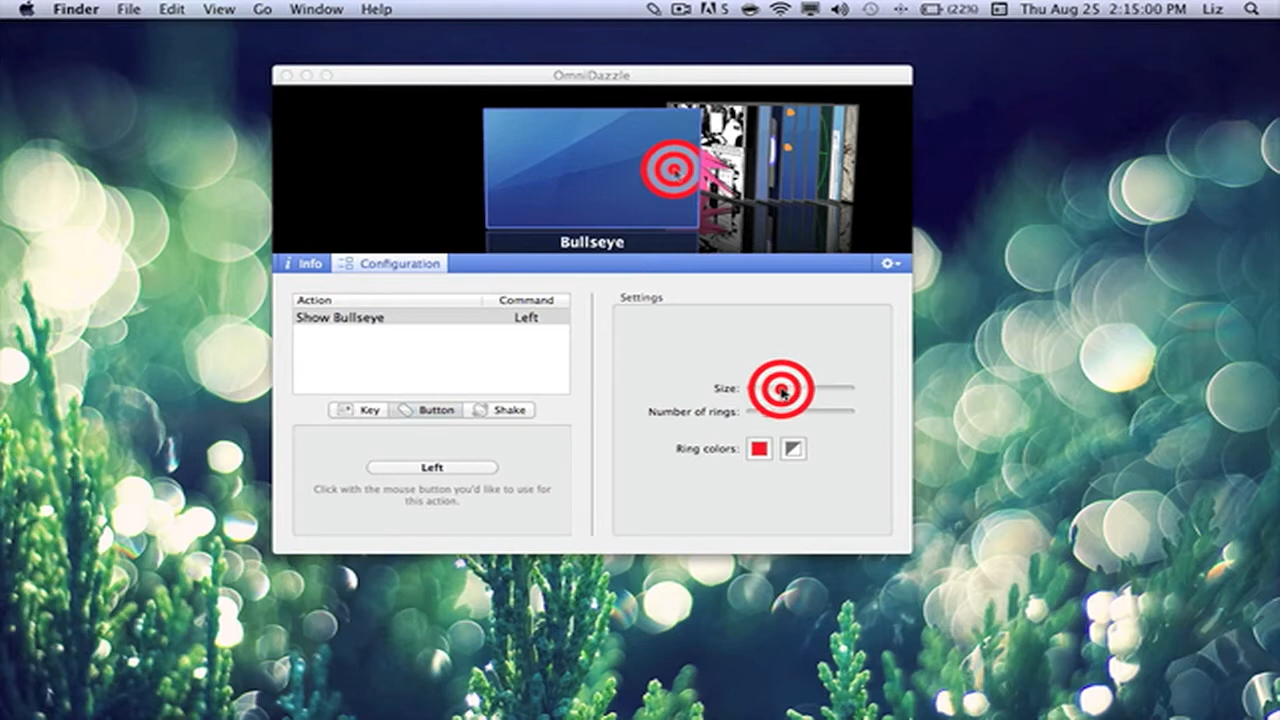 Finder File Edit View Go Window Help 5 (22%) Thu Aug 25 2:15:00 PM Liz
OmniDazzle
Bullseye
i Info Configuration
Action Command
Show Bullseye Left
Key Button Shake
Left
Click with the mouse button you'd like to use for
this action.
Settings
Size:
Number of rings:
Ring colors: